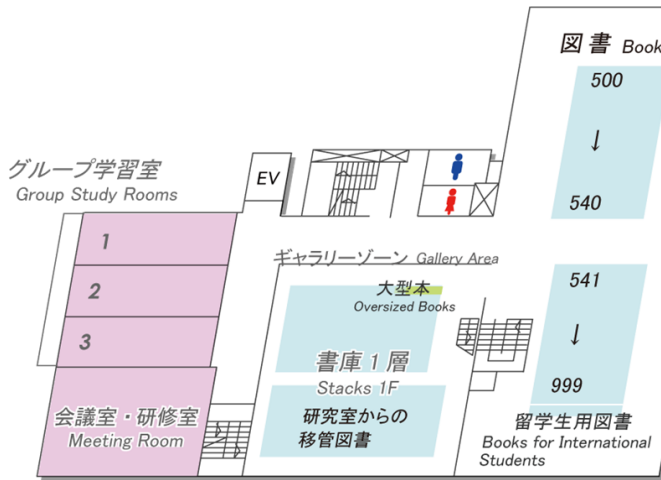 図書 Book
500
↓
540
グループ学習室
Group Study Rooms
EV
1
2
3
ギャラリーゾーン Gallery Area
大型本
Oversized Books
541
↓
999
書庫1層
Stacks 1F
研究室からの
移管図書
会議室・研修室
Meeting Room
留学生用図書
Books for International
Students